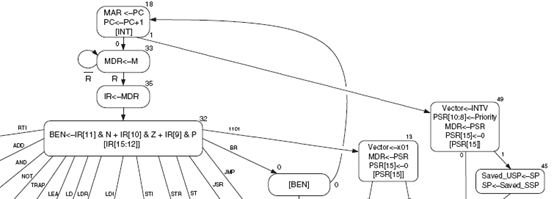 18
MAR <–PC
PC<–PC+1
[INT]
0
1
33
MDR<–M
R
R
35
IR<–MDR
32
BEN<–IR[11] & N + IR[10] & Z + IR[9] & P
[IR[15:12]]
1101
RTI
ADD
AND
NOT
TRAP
LEA
LD
LDR
LDI
STI
STR
ST
JSR
JMP
BR
0
[BEN]
0
13
Vector<–x01
MDR<–PSR
PSR[15]<–0
[PSR[15]]
49
Vector<–INTV
PSR[10:8]<–Priority
MDR<–PSR
PSR[15]<–0
[PSR[15]]
0
1
45
Saved_USP<–SP
SP<–Saved_SSP